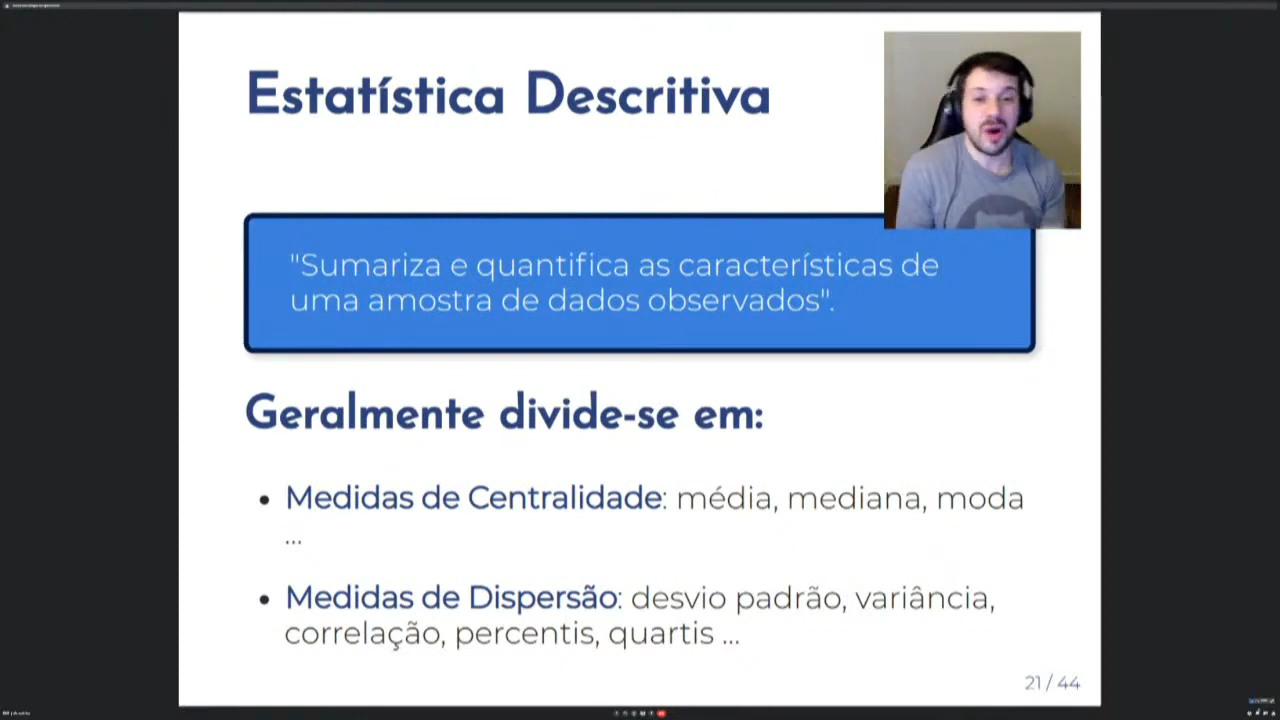 Estatística Descritiva
"Sumariza e quantifica as características de
uma amostra de dados observados".
Geralmente divide-se em:
• Medidas de Centralidade: média, mediana, moda
...
• Medidas de Dispersão: desvio padrão, variância,
correlação, percentis, quartis ...
21 / 44